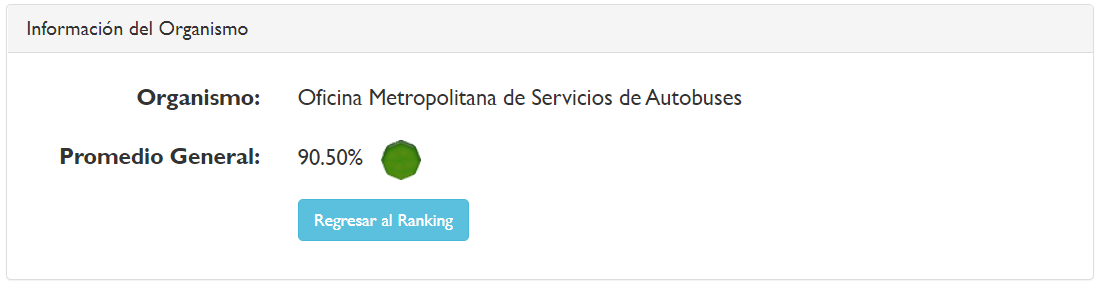 Información del Organismo
Organismo: Oficina Metropolitana de Servicios de Autobuses
Promedio General: 90.50%
Regresar al Ranking